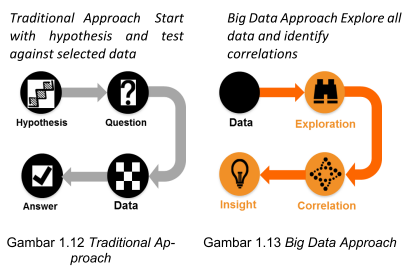 Traditional Approach Start
with hypothesis and test
against selected data
Hypothesis
Question
Data
Answer
Gambar 1.12 Traditional Ap-
proach
Big Data Approach Explore all
data and identify
correlations
Data
Exploration
Correlation
Insight
Gambar 1.13 Big Data Approach